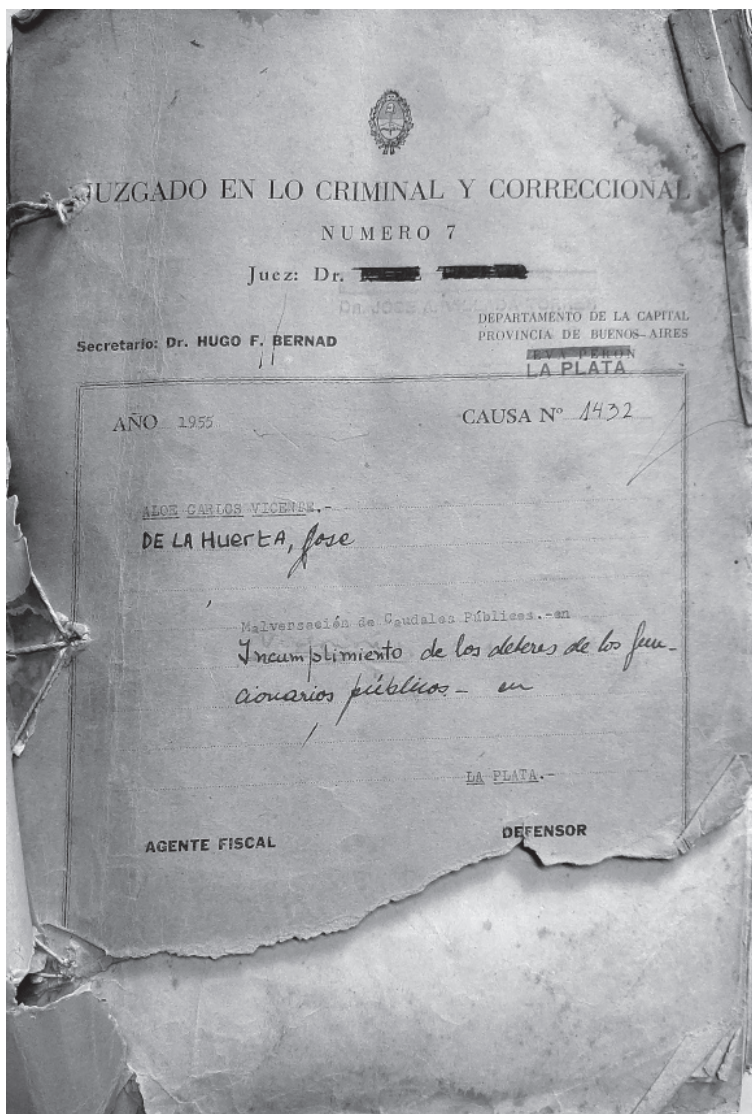 JUZGADO EN LO CRIMINAL Y CORRECCIONAL
NUMERO 7
Juez: Dr.
Dr. JOSE
DEPARTAMENTO DE LA CAPITAL
PROVINCIA DE BUENOS AIRES
EVA PERON
LA PLATA
Secretario: Dr. HUGO F. BERNAD
AÑO 1955
CAUSA Nº 1432
ALOE CARLOS VICENTE.-
DE LA HuertA, Jose
Malversación de Caudales Públicos.-en
Incumplimiento de los deberes de los fun-
cionarios públicos - en
LA PLATA.-
AGENTE FISCAL
DEFENSOR